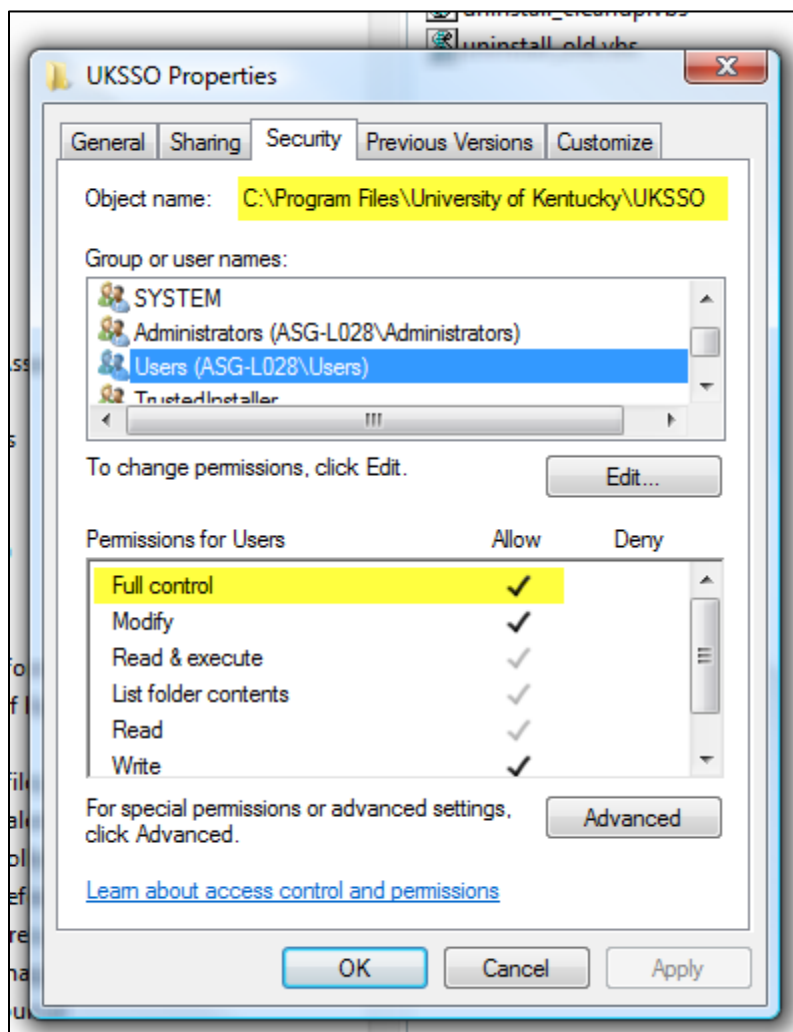 uninstall_old.vbs
UKSSO Properties
General Sharing Security Previous Versions Customize
Object name: C:\Program Files\University of Kentucky\UKSSO
Group or user names:
SYSTEM
Administrators (ASG-L028\Administrators)
Users (ASG-L028\Users)
TrustedInstaller
To change permissions, click Edit.
Edit...
Permissions for Users Allow Deny
Full control
Modify
Read & execute
List folder contents
Read
Write
For special permissions or advanced settings,
click Advanced.
Advanced
Learn about access control and permissions
OK Cancel Apply